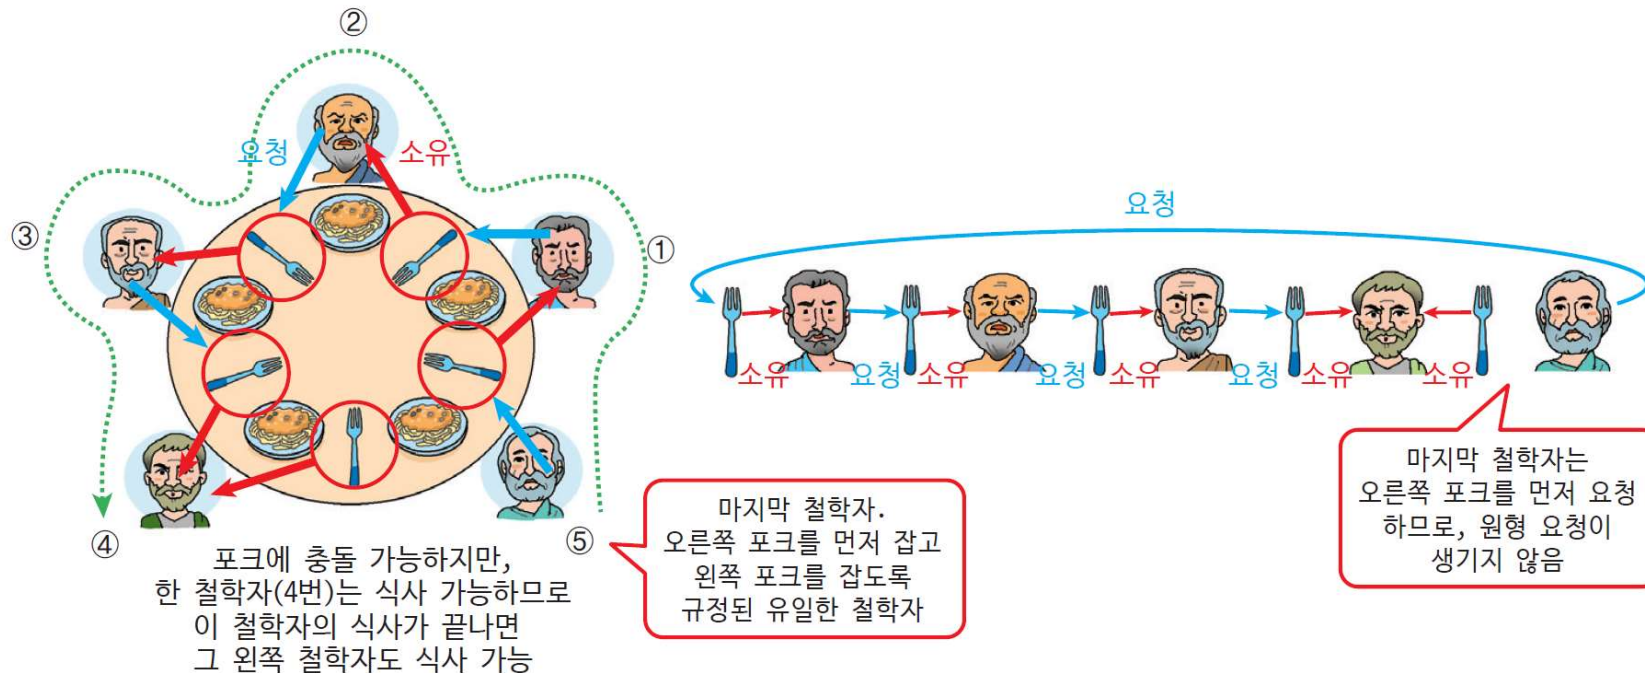 ②
요청
소유
③
①
④
⑤
포크에 충돌 가능하지만,
한 철학자(4번)는 식사 가능하므로
이 철학자의 식사가 끝나면
그 왼쪽 철학자도 식사 가능
마지막 철학자.
오른쪽 포크를 먼저 잡고
왼쪽 포크를 잡도록
규정된 유일한 철학자
요청
소유
요청
소유
요청
소유
요청
소유
소유
마지막 철학자는
오른쪽 포크를 먼저 요청
하므로, 원형 요청이
생기지 않음